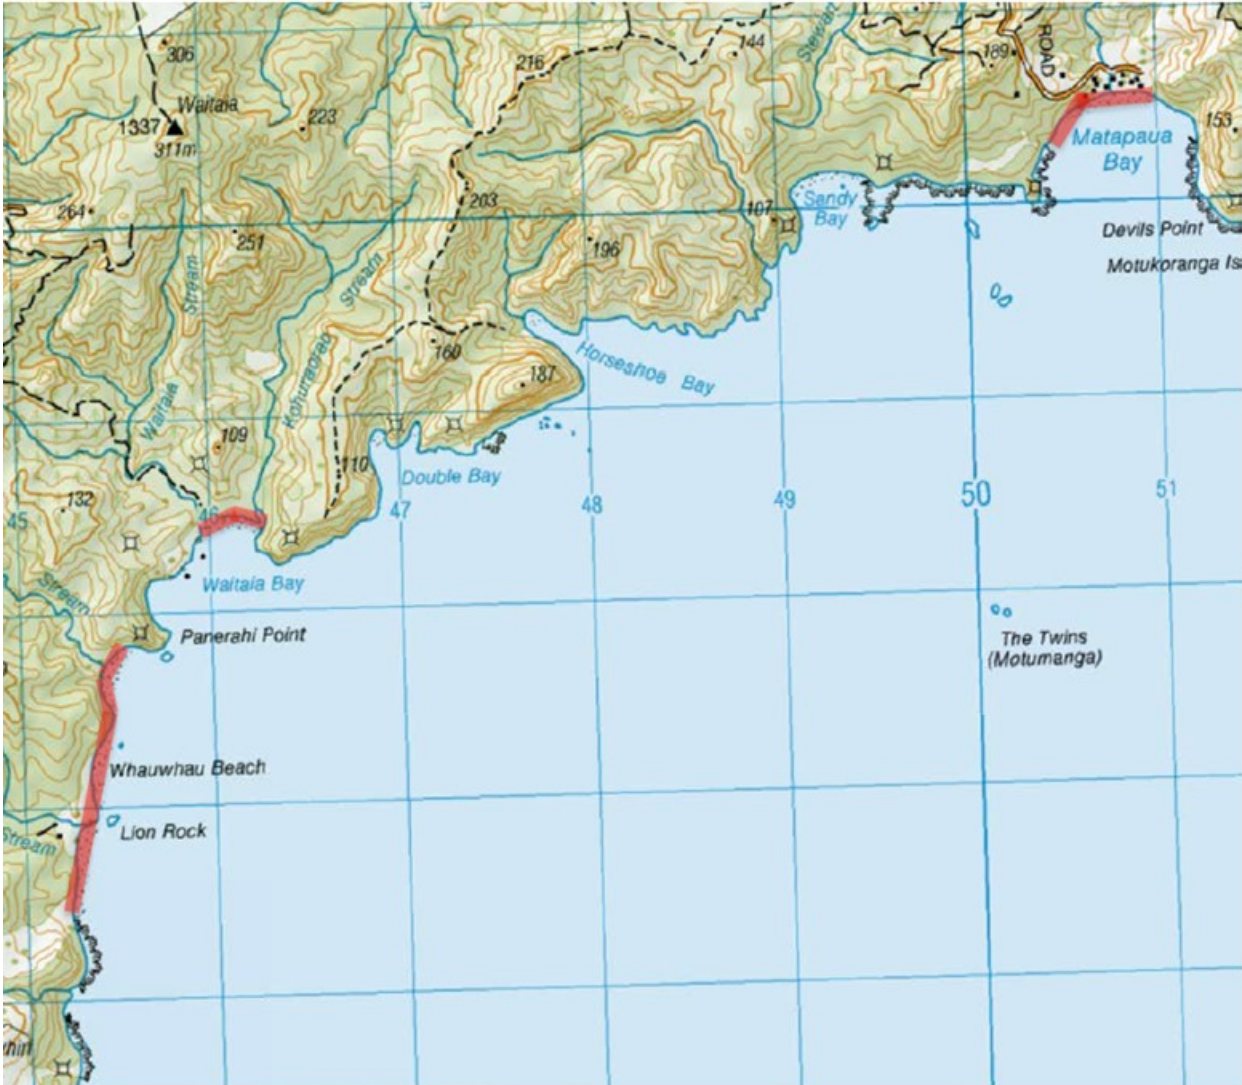 144
Stewart
189
ROAD
306
216
Waitaia
1337
311m
223
Matapaua
Bay
153
264
203
107
Sandy
Bay
251
196
Devils Point
Stream
Stream
Motukoranga Is
160
Horseshoe Bay
187
Waitaia
109
110
Double Bay
132
45
46
47
48
49
50
51
Waitaia Bay
Stream
Panerahi Point
The Twins
(Motumanga)
Whauwhau Beach
Lion Rock
Stream